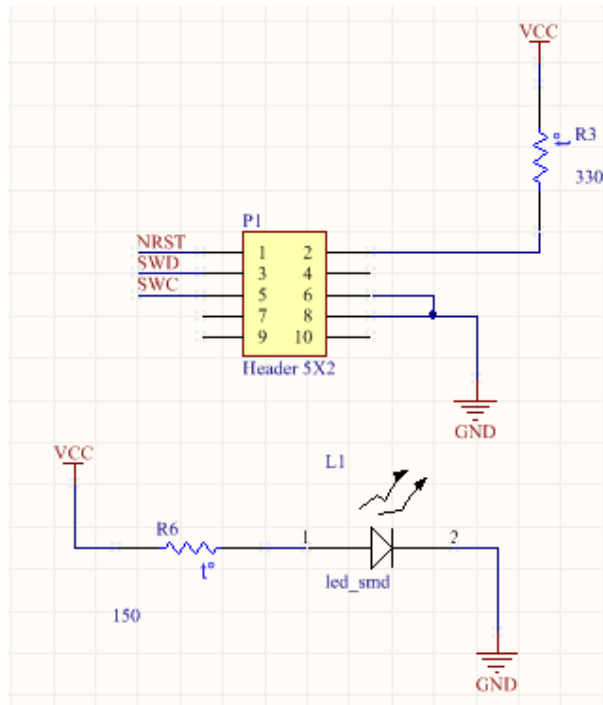 VCC
t° R3
330
P1
NRST 1 2
SWD 3 4
SWC 5 6
7 8
9 10
Header 5X2
GND
VCC
L1
R6
1 2
t°
led_smd
150
GND